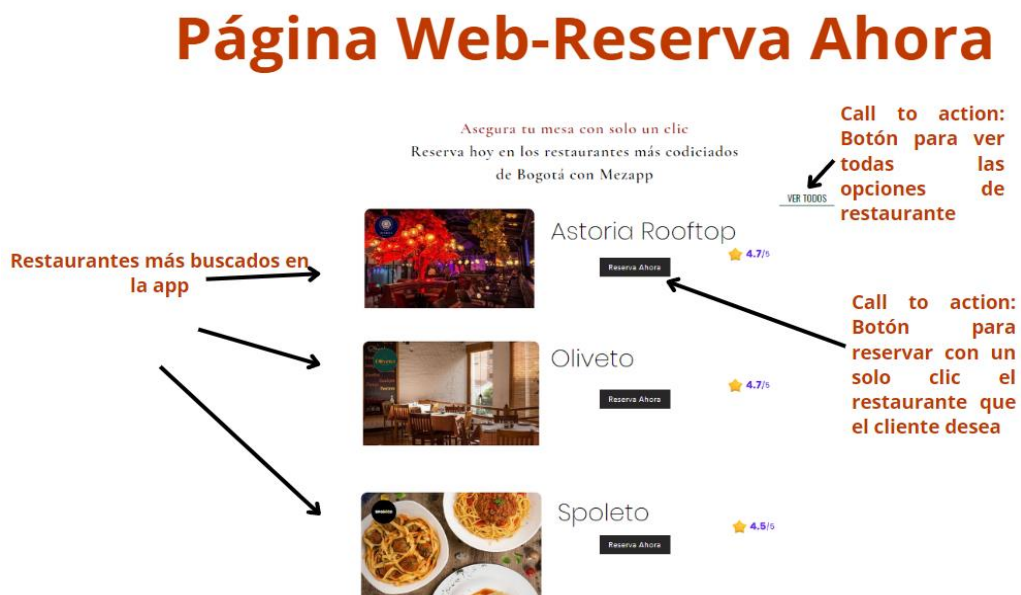 Página Web-Reserva Ahora
Asegura tu mesa con solo un clic
Reserva hoy en los restaurantes más codiciados
de Bogotá con Mezapp
Call to action:
Botón para ver
todas las
opciones de
restaurante
VER TODOS
Restaurantes más buscados en
la app
Astoria Rooftop
4.7/5
Reserva Ahora
Call to action:
Botón para
reservar con un
solo clic el
restaurante que
el cliente desea
Oliveto
4.7/5
Reserva Ahora
Spoleto
4.5/5
Reserva Ahora
SPOLETO